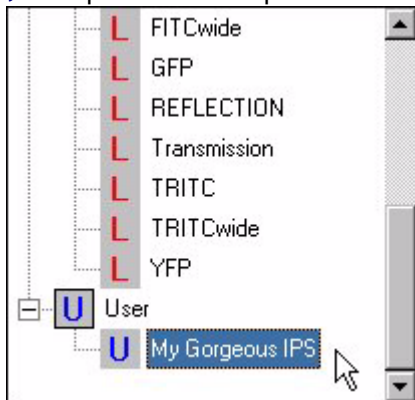 L FITCwide
L GFP
L REFLECTION
L Transmission
L TRITC
L TRITCwide
L YFP
U User
U My Gorgeous IPS